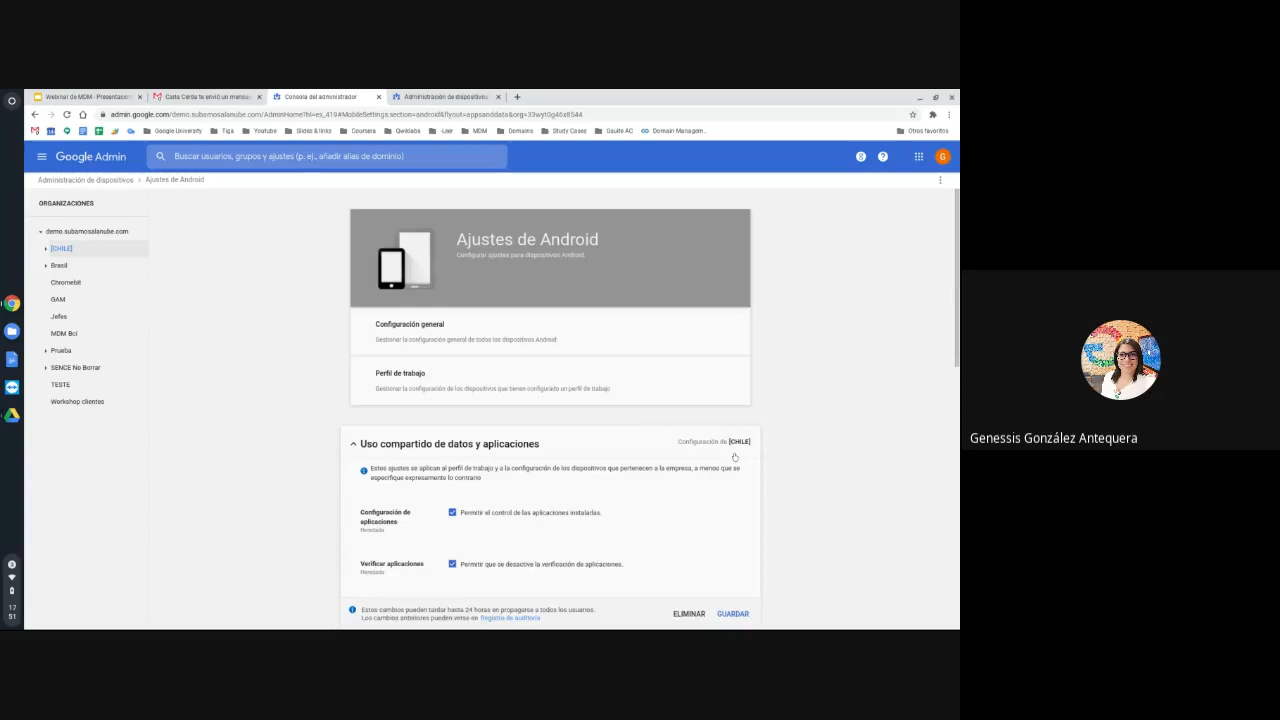 Webinar de MDM - Presentacion
Carla Cerda te envió un mensa
Consola del administrador
Administración de dispositivos
admin.google.com/demo.subamosalanube.com/AdminHome?hl=es_419#MobileSettings:section=android&flyout=appsanddata&org=33wyt0g46x8544
Google University
Tips
Youtube
Slides & links
Coursera
Qwiklabs
-Leer
MDM
Domains
Study Cases
Gsuite AC
Domain Managem...
Otros favoritos
Google Admin
Buscar usuarios, grupos y ajustes (p. ej., añadir alias de dominio)
G
Administración de dispositivos > Ajustes de Android
ORGANIZACIONES
demo.subamosalanube.com
[CHILE]
Brasil
Chromebit
GAM
Jefes
MDM Bci
Prueba
SENCE No Borrar
TESTE
Workshop clientes
Ajustes de Android
Configurar ajustes para dispositivos Android.
Configuración general
Gestionar la configuración general de todos los dispositivos Android
Perfil de trabajo
Gestionar la configuración de los dispositivos que tienen configurado un perfil de trabajo
Uso compartido de datos y aplicaciones
Configuración de [CHILE]
Estos ajustes se aplican al perfil de trabajo y a la configuración de los dispositivos que pertenecen a la empresa, a menos que se
especifique expresamente lo contrario
Configuración de
aplicaciones
Heredado
Permitir el control de las aplicaciones instaladas.
Verificar aplicaciones
Heredado
Permitir que se desactive la verificación de aplicaciones.
Estos cambios pueden tardar hasta 24 horas en propagarse a todos los usuarios.
Los cambios anteriores pueden verse en Registro de auditoría
ELIMINAR
GUARDAR
17
51
Genessis González Antequera